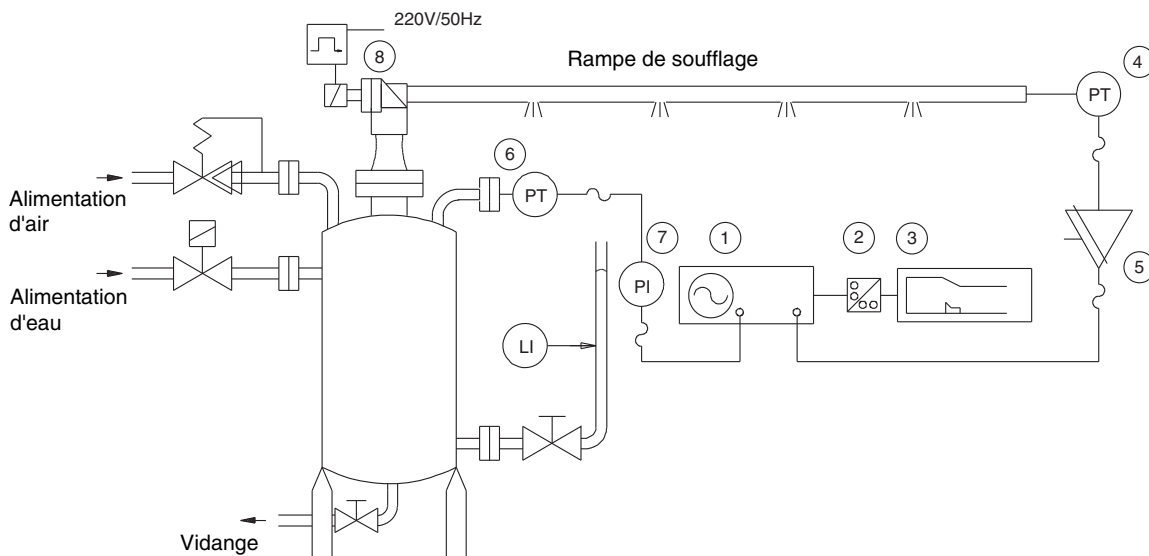 220V/50Hz
8
Rampe de soufflage
4
PT
6
Alimentation
d'air
PT
7
1
2
3
5
PI
Alimentation
d'eau
LI
Vidange